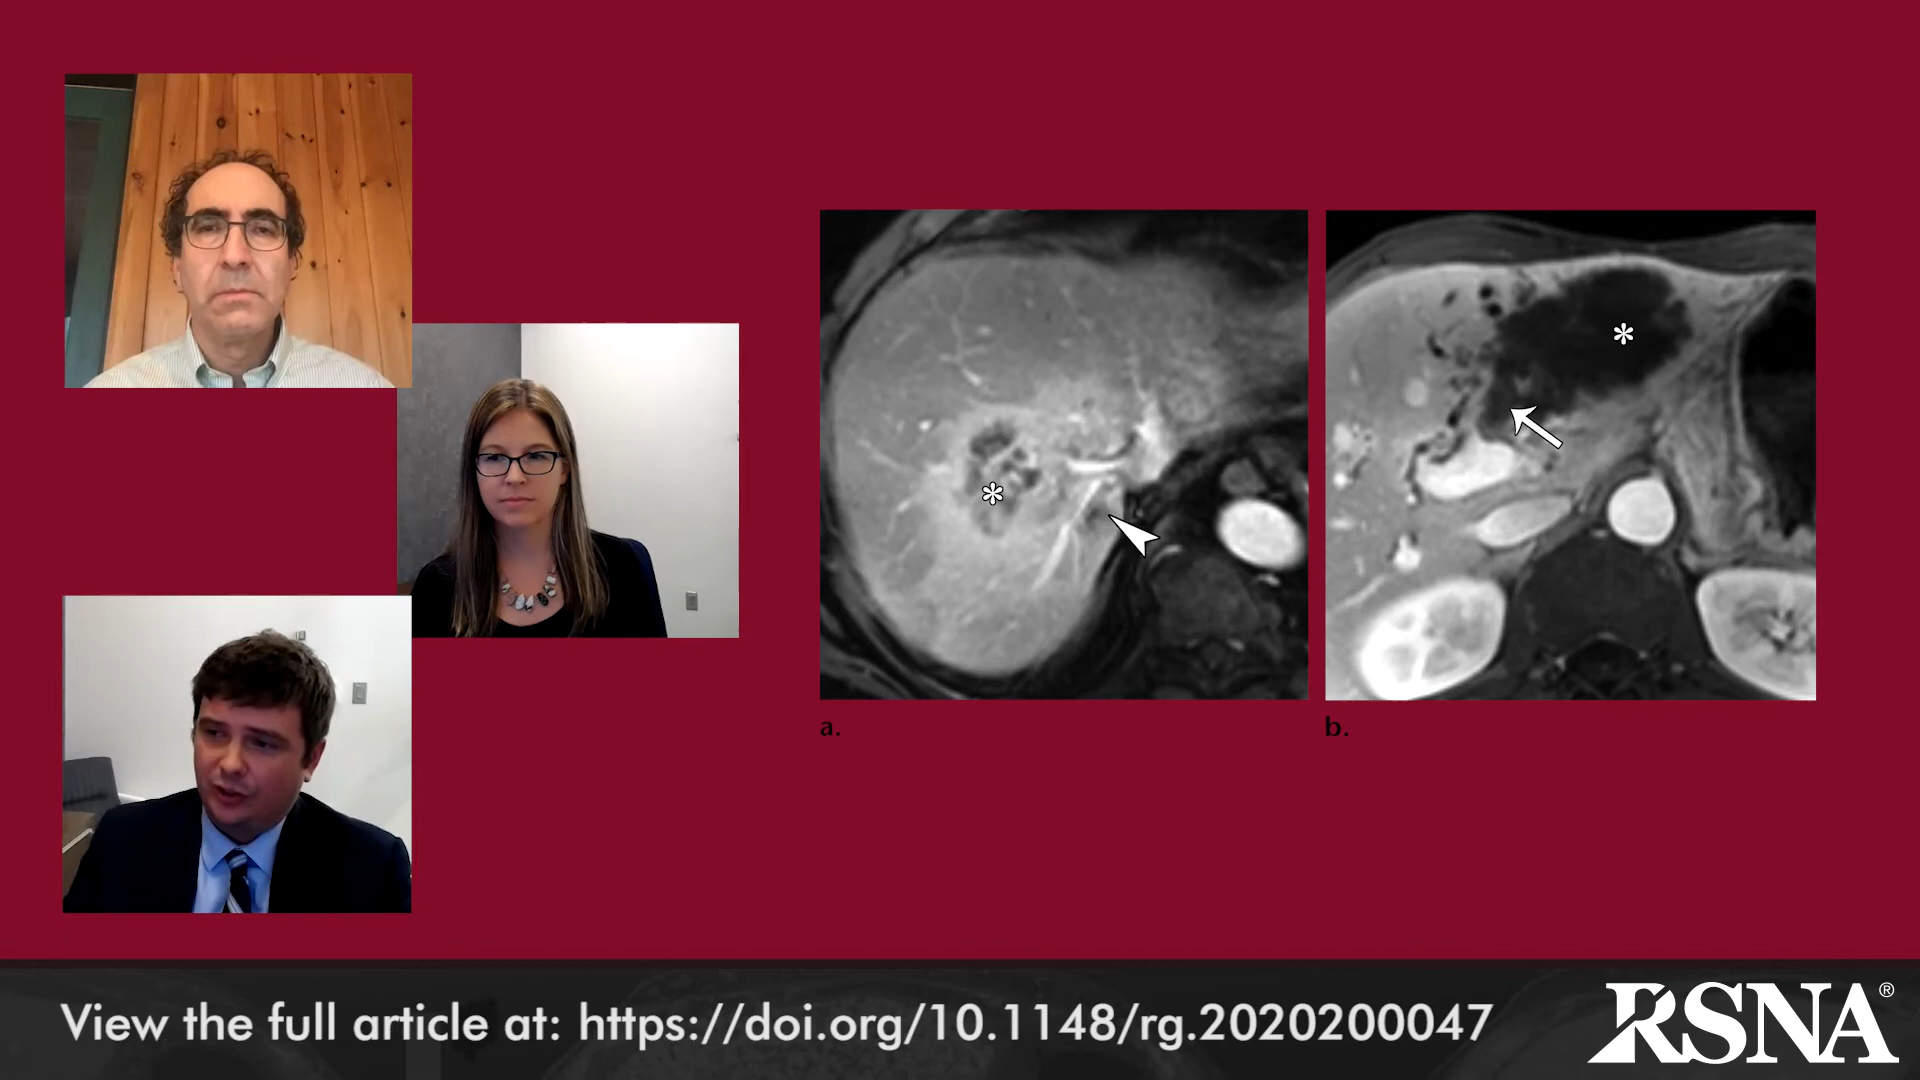 *
*
a.
b.
View the full article at: https://doi.org/10.1148/rg.2020200047
RSNA®